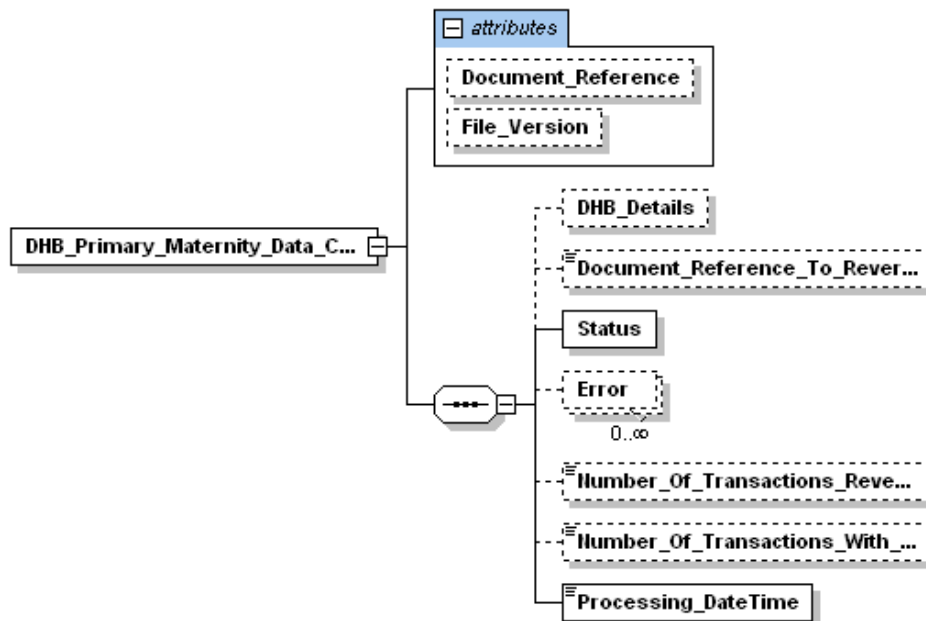 attributes
Document_Reference
File_Version
DHB_Details
DHB_Primary_Maternity_Data_C...
Document_Reference_To_Rever...
Status
Error
0..∞
Number_Of_Transactions_Reve...
Number_Of_Transactions_With_...
Processing_DateTime